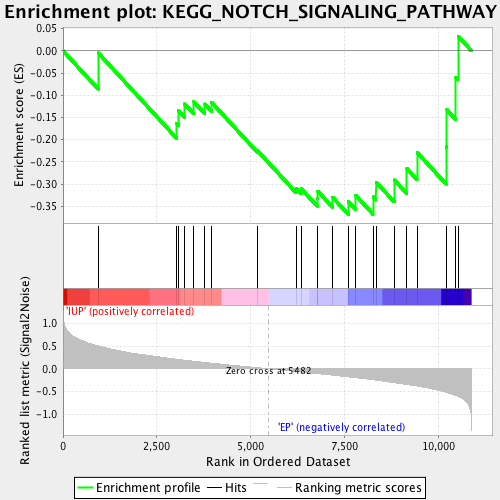 Enrichment plot: KEGG_NOTCH_SIGNALING_PATHWAY
Enrichment score (ES)
0.05
0.00
-0.05
-0.10
-0.15
-0.20
-0.25
-0.30
-0.35
'IUP' (positively correlated)
Ranked list metric (Signal2Noise)
1.0
0.5
0.0
-0.5
-1.0
Zero cross at 5482
'EP' (negatively correlated)
0 2,500 5,000 7,500 10,000
Rank in Ordered Dataset
Enrichment profile Hits Ranking metric scores